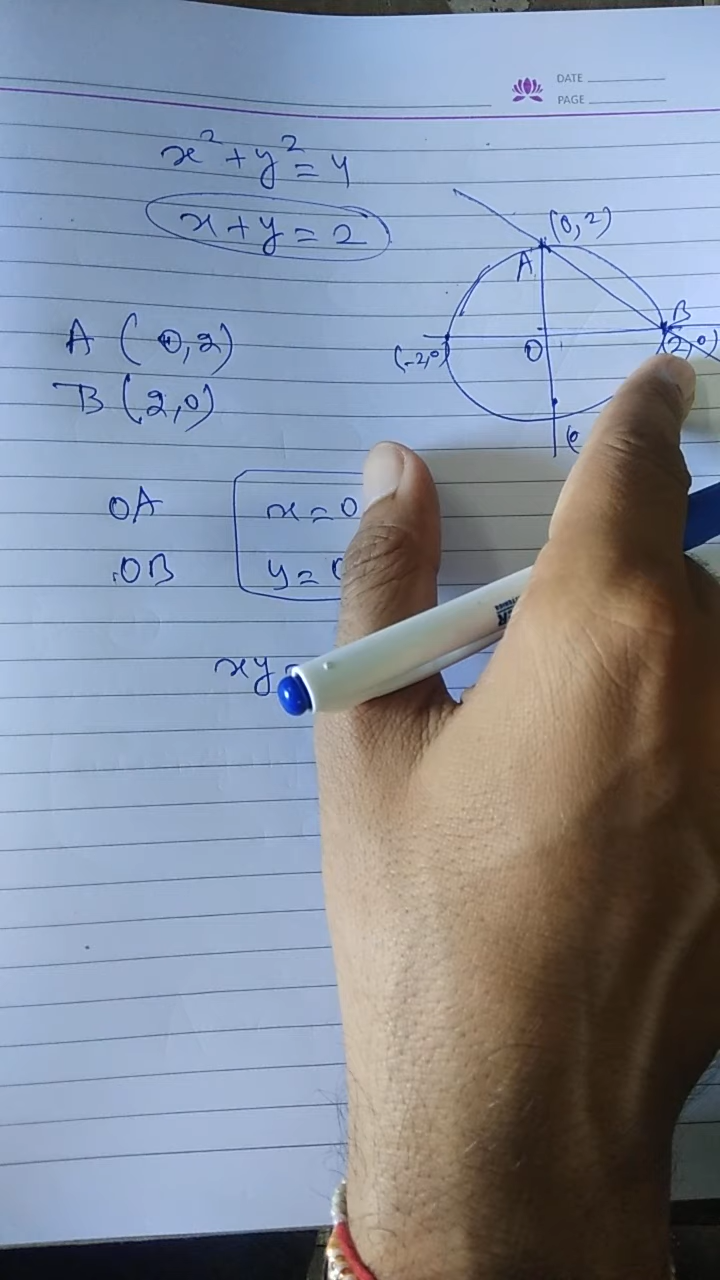 DATE
PAGE
x² + y² = 4
x + y = 2
(0, 2)
A
B
A ( 0, 2)
(-2, 0)
O
(2, 0)
B (2, 0)
OA
x = 0
OB
y =
xy